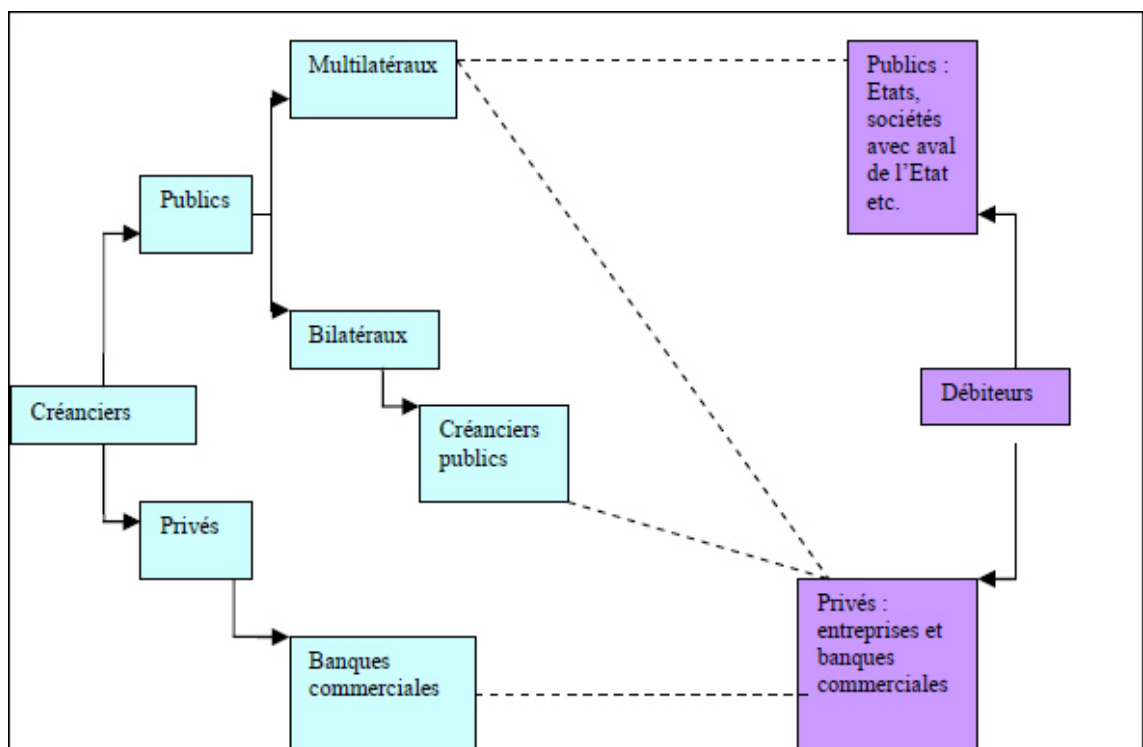 Multilatéraux
Publics :
Etats,
sociétés
avec aval
de l’Etat
etc.
Publics
Bilatéraux
Créanciers
Débiteurs
Créanciers
publics
Privés
Privés :
entreprises et
banques
commerciales
Banques
commerciales